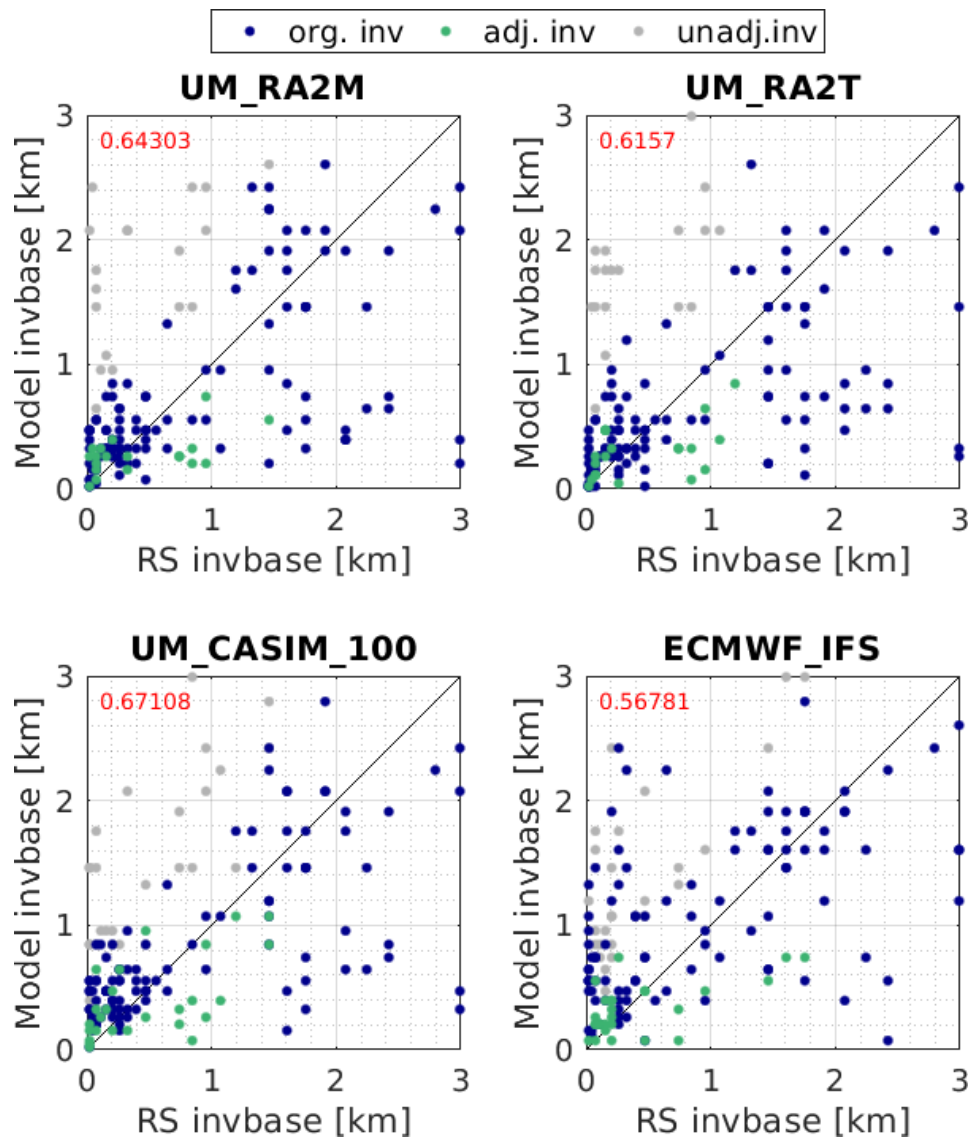 org. inv adj. inv unadj.inv
UM_RA2M UM_RA2T
0.64303 0.6157
3 3
2 2
1 1
0 0
Model invbase [km] Model invbase [km]
0 1 2 3 0 1 2 3
RS invbase [km] RS invbase [km]
UM_CASIM_100 ECMWF_IFS
0.67108 0.56781
3 3
2 2
1 1
0 0
Model invbase [km] Model invbase [km]
0 1 2 3 0 1 2 3
RS invbase [km] RS invbase [km]